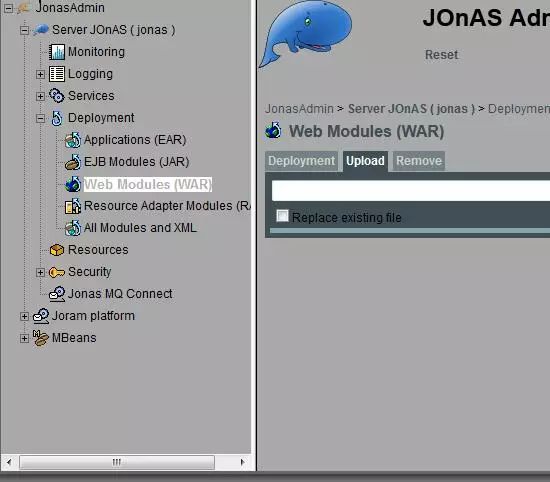 JonasAdmin
Server JOnAS ( jonas )
Monitoring
Logging
Services
Deployment
Applications (EAR)
EJB Modules (JAR)
Web Modules (WAR)
Resource Adapter Modules (RA
All Modules and XML
Resources
Security
Jonas MQ Connect
Joram platform
MBeans
JOnAS Adr
Reset
JonasAdmin > Server JOnAS ( jonas ) > Deploymen
Web Modules (WAR)
Deployment Upload Remove
Replace existing file